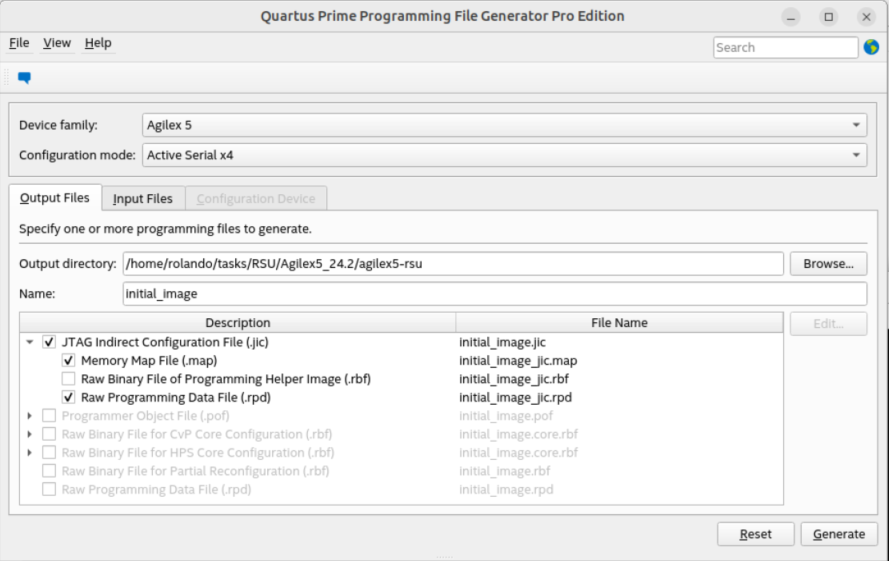 Quartus Prime Programming File Generator Pro Edition
File View Help Search
Device family: Agilex 5
Configuration mode: Active Serial x4
Output Files Input Files Configuration Device
Specify one or more programming files to generate.
Output directory: /home/rolando/tasks/RSU/Agilex5_24.2/agilex5-rsu Browse...
Name: initial_image
Description File Name Edit...
JTAG Indirect Configuration File (.jic) initial_image.jic
Memory Map File (.map) initial_image_jic.map
Raw Binary File of Programming Helper Image (.rbf) initial_image_jic.rbf
Raw Programming Data File (.rpd) initial_image_jic.rpd
Programmer Object File (.pof) initial_image.pof
Raw Binary File for CvP Core Configuration (.rbf) initial_image.core.rbf
Raw Binary File for HPS Core Configuration (.rbf) initial_image.core.rbf
Raw Binary File for Partial Reconfiguration (.rbf) initial_image.rbf
Raw Programming Data File (.rpd) initial_image.rpd
Reset Generate